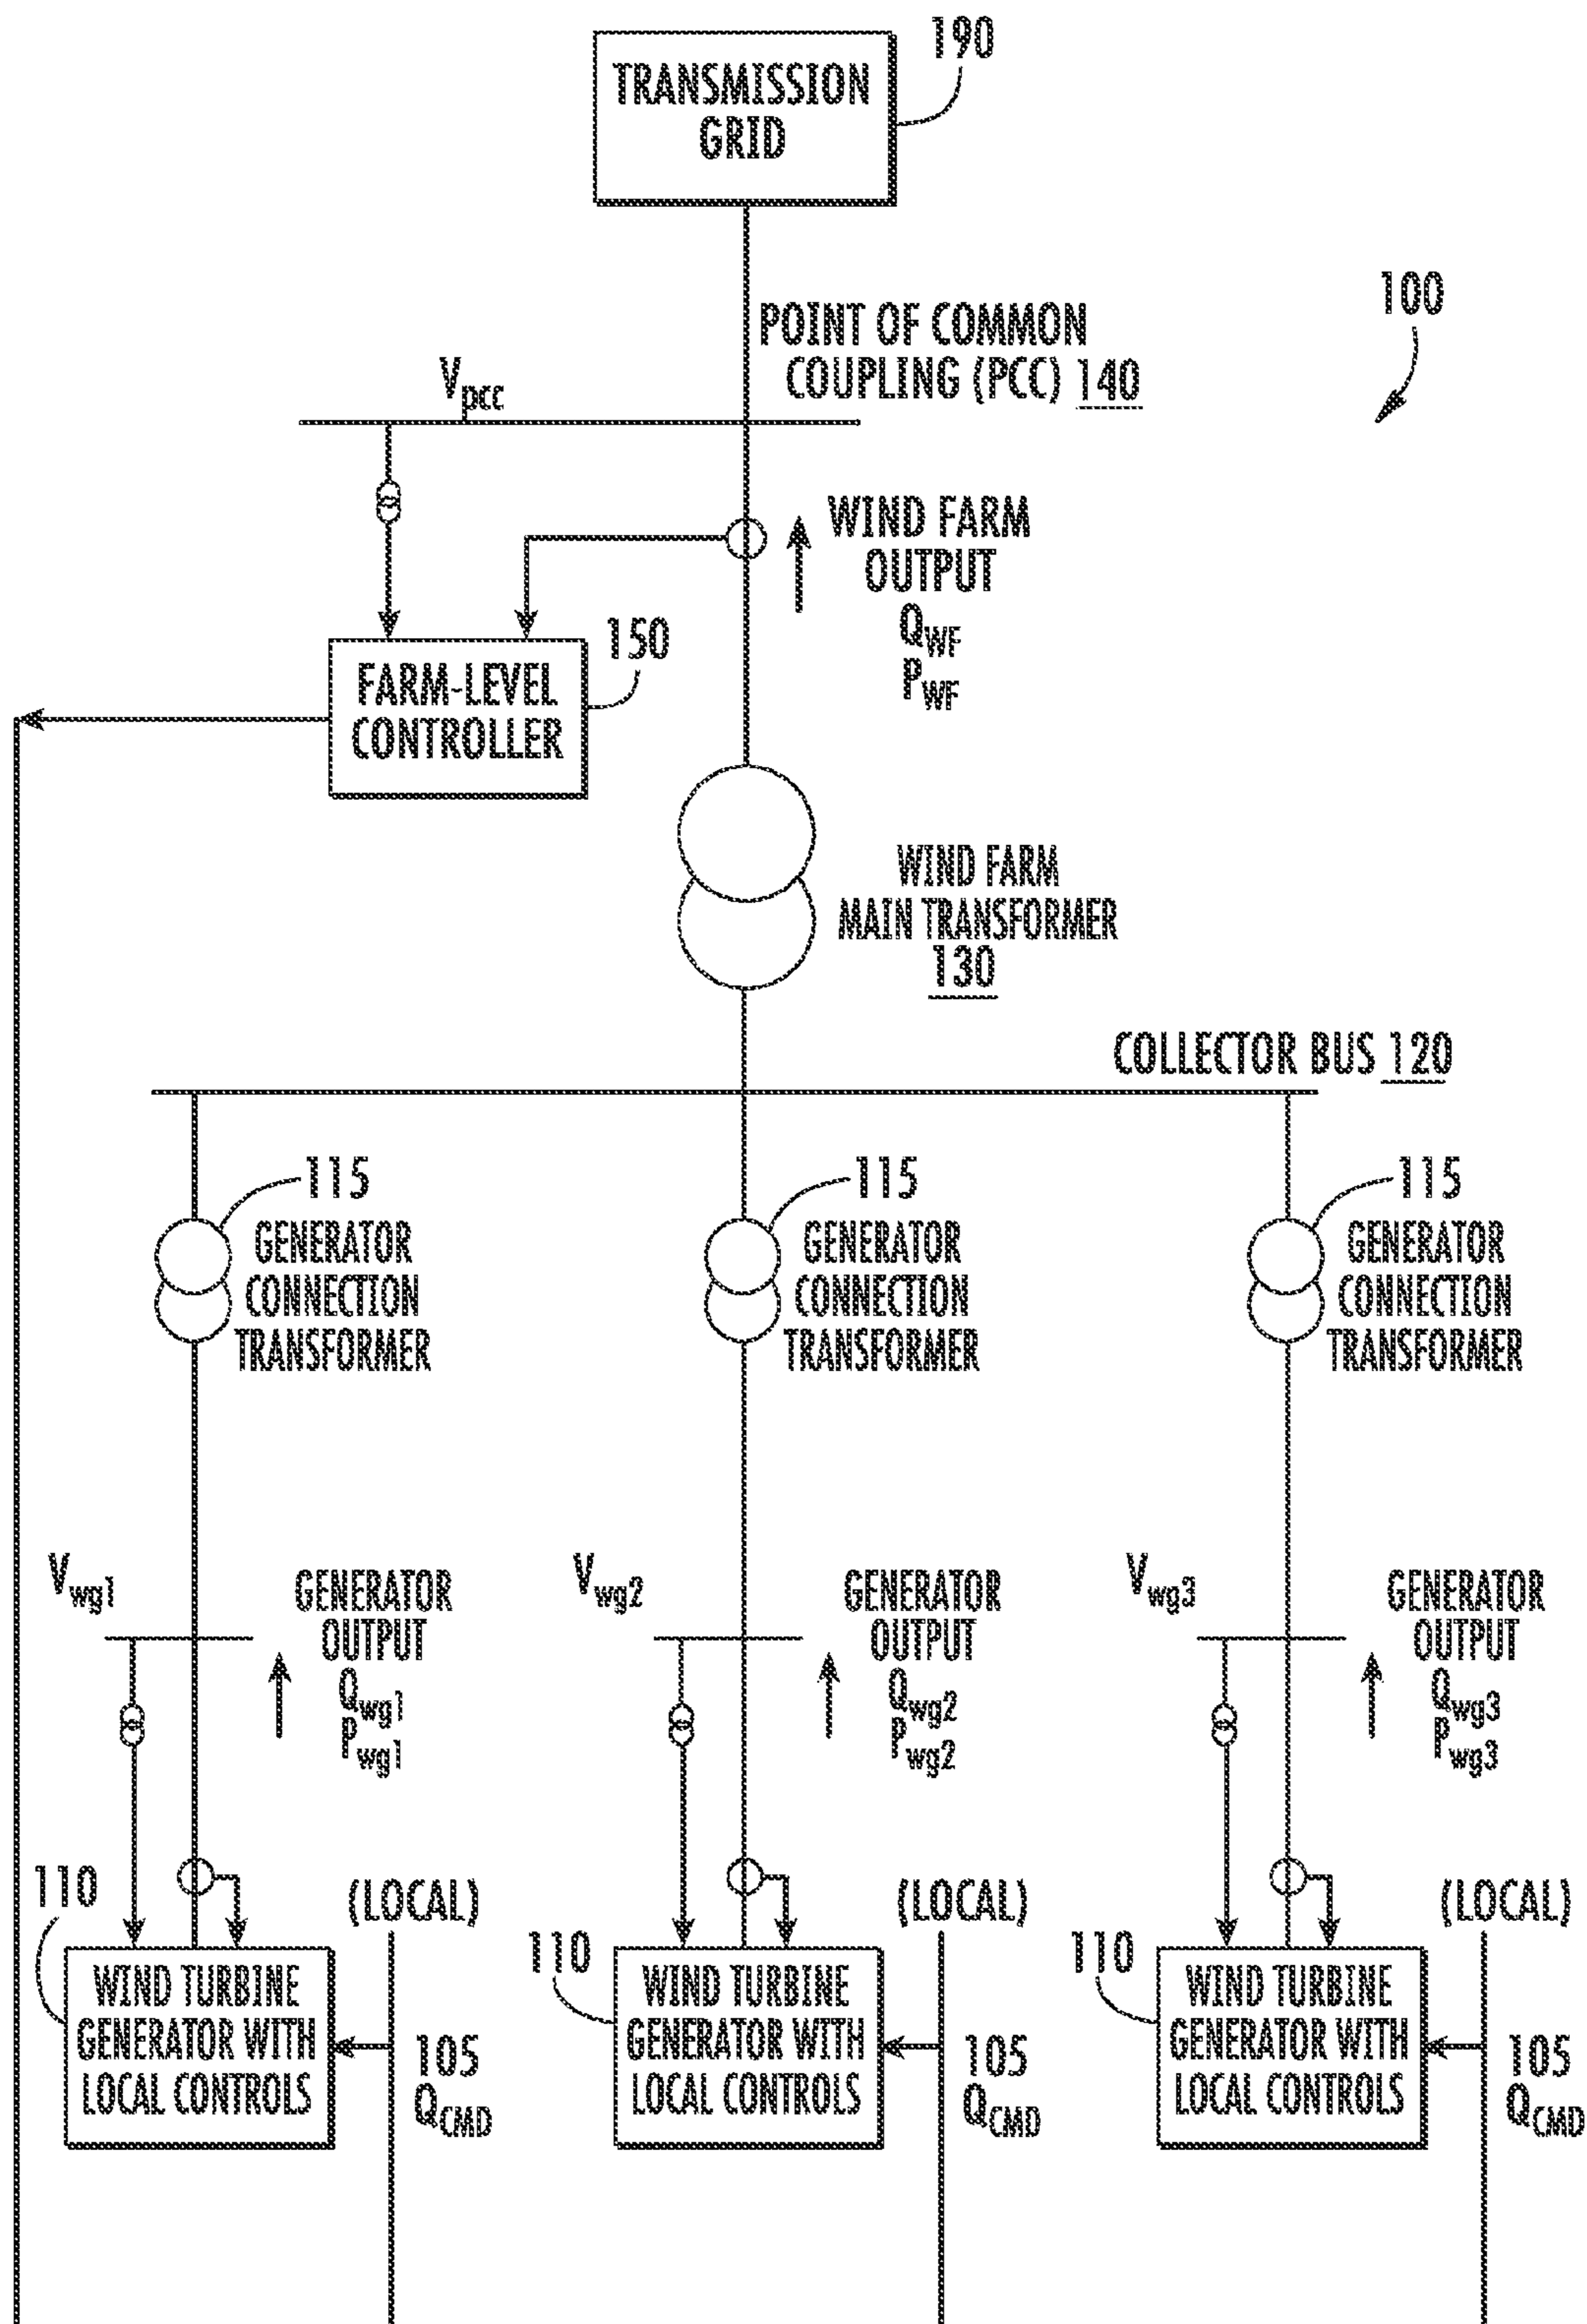 190
TRANSMISSION
GRID
100
POINT OF COMMON
COUPLING (PCC) 140
Vpcc
WIND FARM
OUTPUT
QWF
PWF
150
FARM-LEVEL
CONTROLLER
WIND FARM
MAIN TRANSFORMER
130
COLLECTOR BUS 120
115
GENERATOR
CONNECTION
TRANSFORMER
115
GENERATOR
CONNECTION
TRANSFORMER
115
GENERATOR
CONNECTION
TRANSFORMER
Vwg1
GENERATOR
OUTPUT
Qwg1
Pwg1
Vwg2
GENERATOR
OUTPUT
Qwg2
Pwg2
Vwg3
GENERATOR
OUTPUT
Qwg3
Pwg3
110
(LOCAL)
WIND TURBINE
GENERATOR WITH
LOCAL CONTROLS
105
QCMD
110
(LOCAL)
WIND TURBINE
GENERATOR WITH
LOCAL CONTROLS
105
QCMD
110
(LOCAL)
WIND TURBINE
GENERATOR WITH
LOCAL CONTROLS
105
QCMD